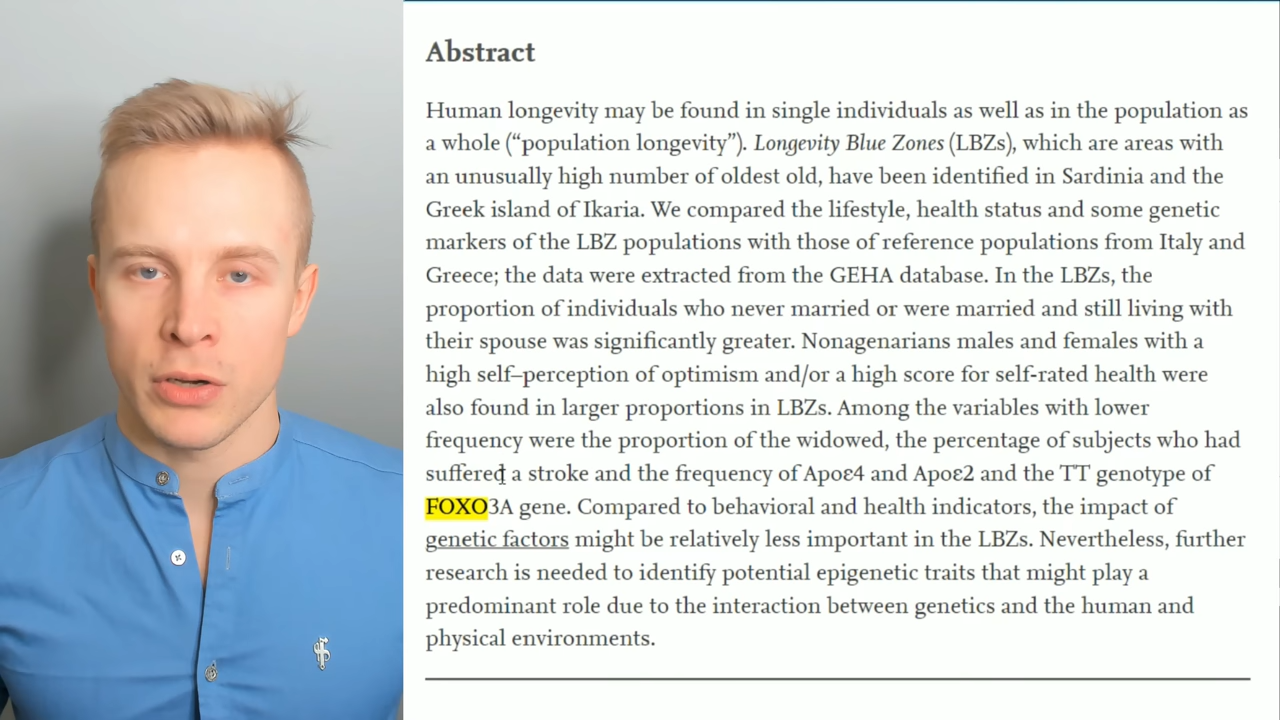 Abstract
Human longevity may be found in single individuals as well as in the population as
a whole (“population longevity”). Longevity Blue Zones (LBZs), which are areas with
an unusually high number of oldest old, have been identified in Sardinia and the
Greek island of Ikaria. We compared the lifestyle, health status and some genetic
markers of the LBZ populations with those of reference populations from Italy and
Greece; the data were extracted from the GEHA database. In the LBZs, the
proportion of individuals who never married or were married and still living with
their spouse was significantly greater. Nonagenarians males and females with a
high self–perception of optimism and/or a high score for self-rated health were
also found in larger proportions in LBZs. Among the variables with lower
frequency were the proportion of the widowed, the percentage of subjects who had
suffered a stroke and the frequency of Apoε4 and Apoε2 and the TT genotype of
FOXO3A gene. Compared to behavioral and health indicators, the impact of
genetic factors might be relatively less important in the LBZs. Nevertheless, further
research is needed to identify potential epigenetic traits that might play a
predominant role due to the interaction between genetics and the human and
physical environments.